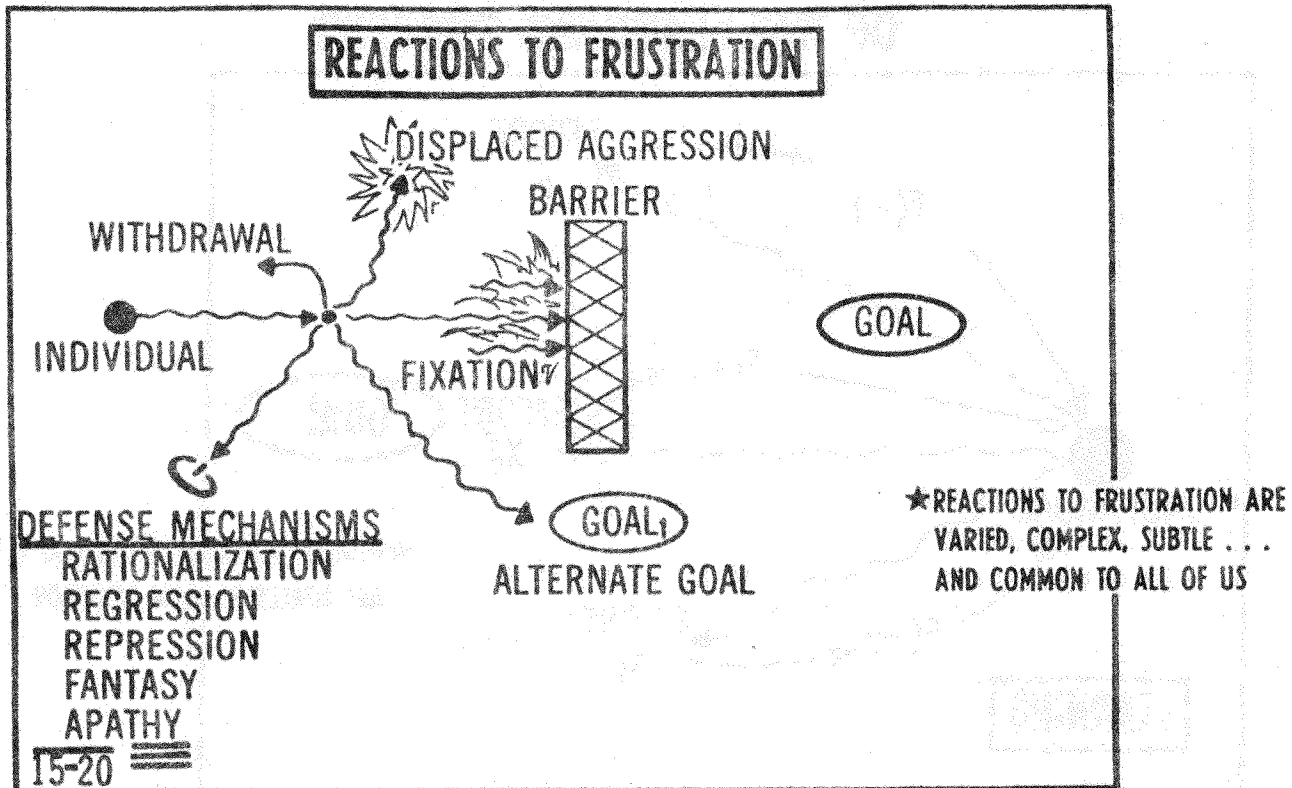 REACTIONS TO FRUSTRATION
DISPLACED AGGRESSION
BARRIER
WITHDRAWAL
GOAL
INDIVIDUAL
FIXATION
GOAL₁
ALTERNATE GOAL
★REACTIONS TO FRUSTRATION ARE
VARIED, COMPLEX, SUBTLE . . .
AND COMMON TO ALL OF US
DEFENSE MECHANISMS
RATIONALIZATION
REGRESSION
REPRESSION
FANTASY
APATHY
15-20